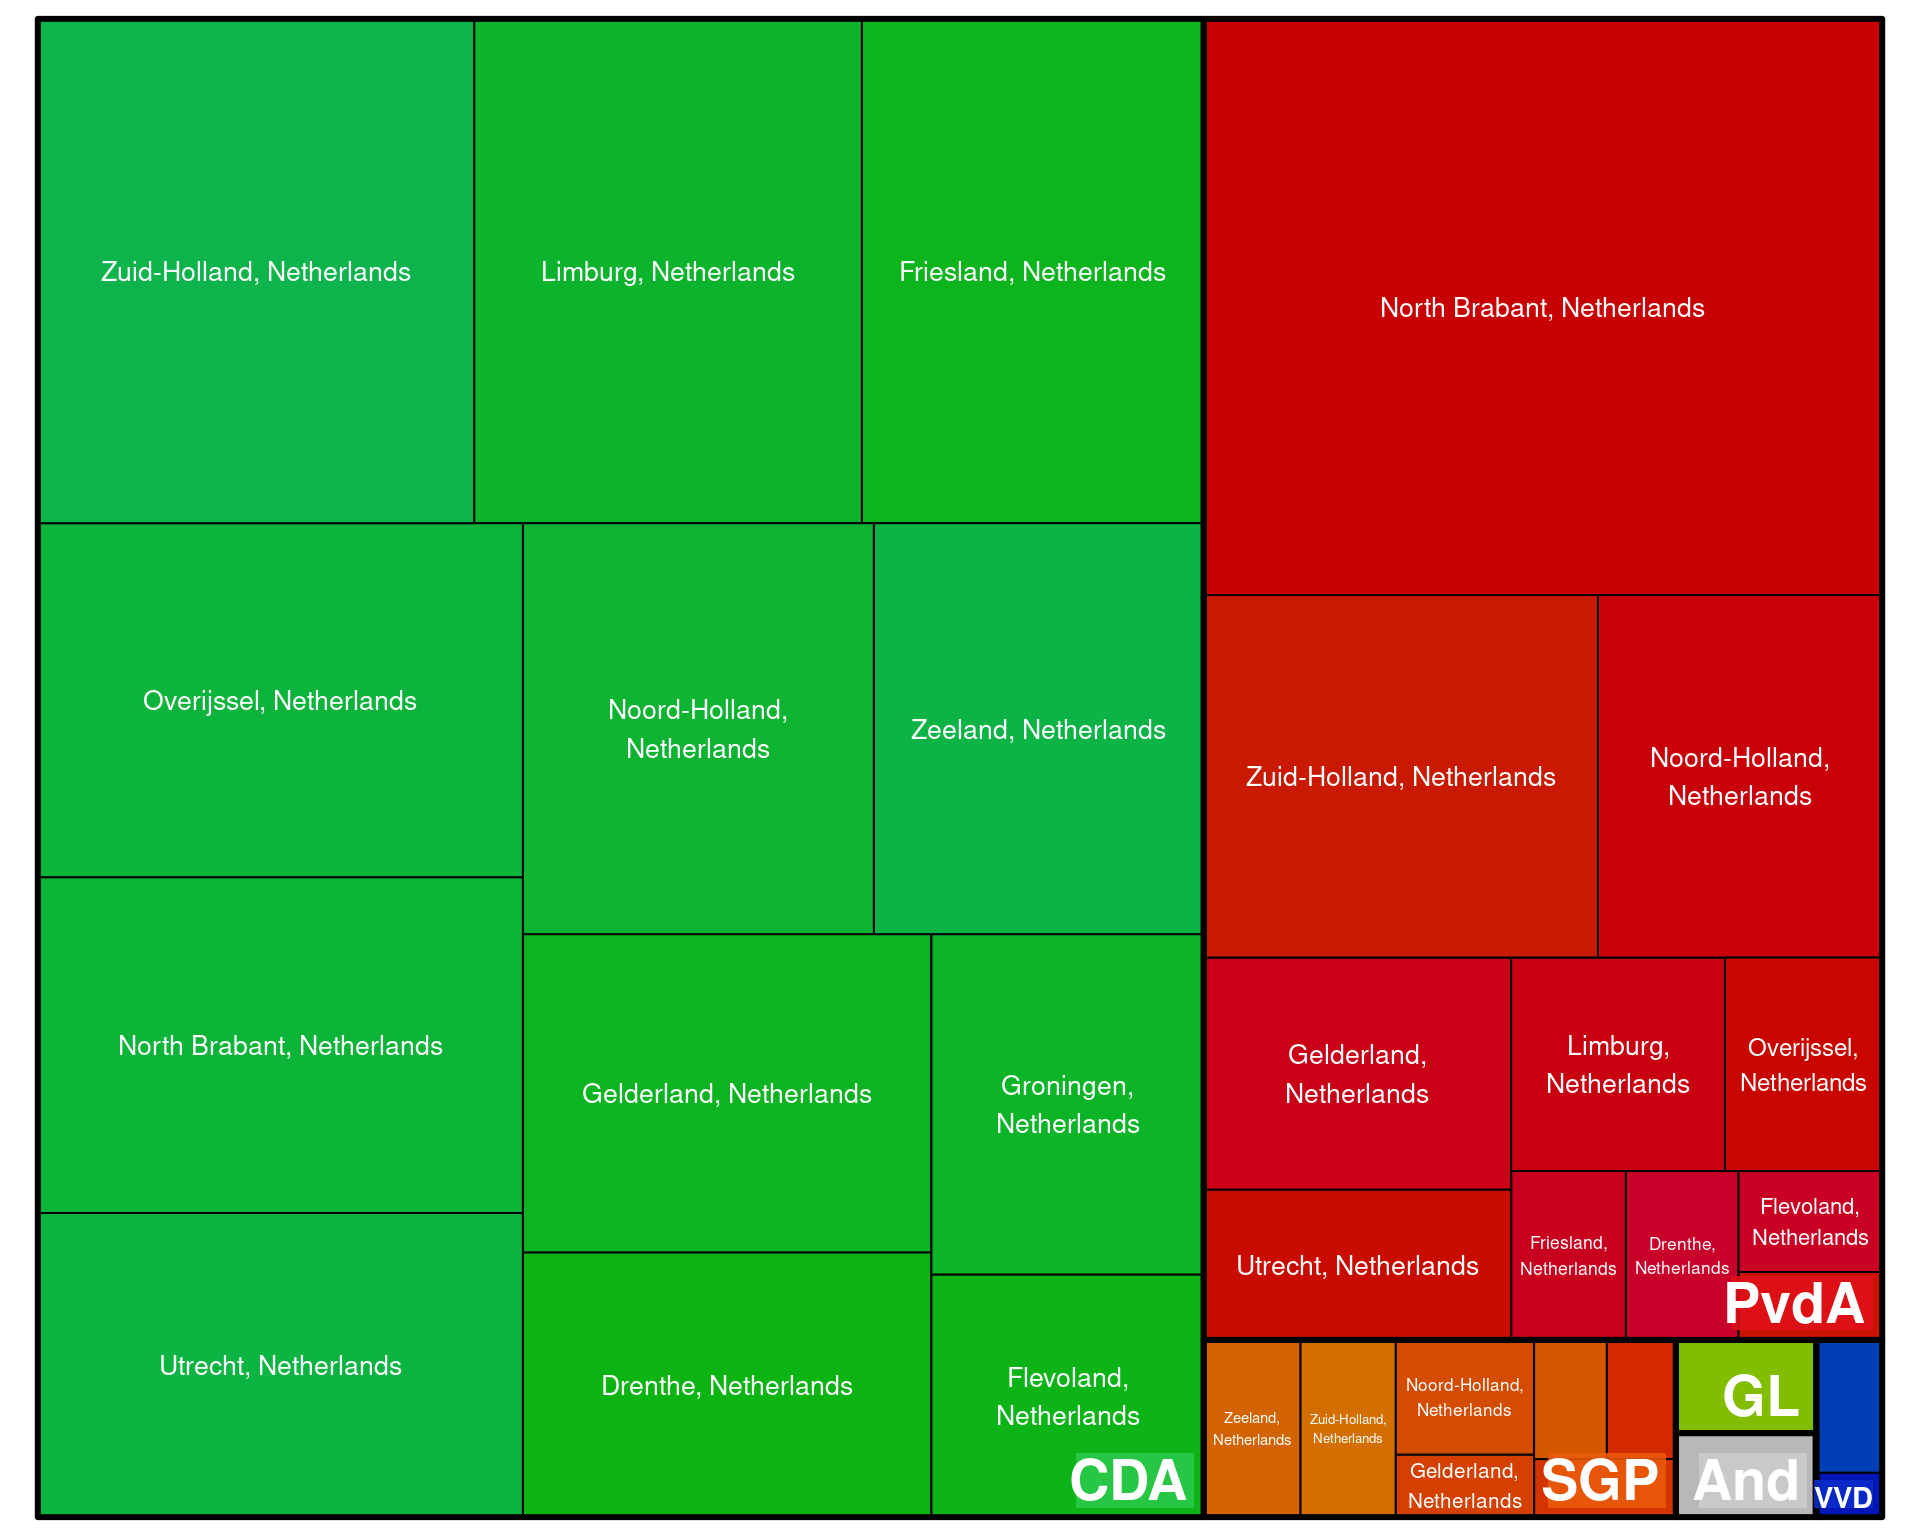 Zuid-Holland, Netherlands
Limburg, Netherlands
Friesland, Netherlands
Overijssel, Netherlands
Noord-Holland,
Netherlands
Zeeland, Netherlands
North Brabant, Netherlands
Gelderland, Netherlands
Groningen,
Netherlands
Utrecht, Netherlands
Drenthe, Netherlands
Flevoland,
Netherlands
CDA
North Brabant, Netherlands
Zuid-Holland, Netherlands
Noord-Holland,
Netherlands
Gelderland,
Netherlands
Limburg,
Netherlands
Overijssel,
Netherlands
Utrecht, Netherlands
Friesland,
Netherlands
Drenthe,
Netherlands
Flevoland,
Netherlands
PvdA
Zeeland,
Netherlands
Zuid-Holland,
Netherlands
Noord-Holland,
Netherlands
Gelderland,
Netherlands
SGP
GL
And
VVD